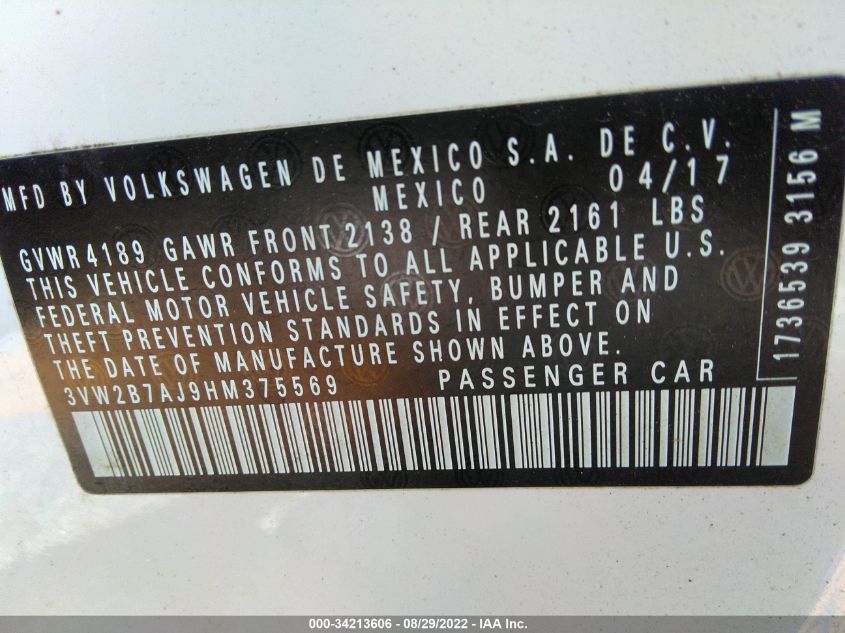 MFD BY VOLKSWAGEN DE MEXICO S.A. DE C.V.
MEXICO 04/17
GVWR 4189 GAWR FRONT 2138 / REAR 2161 LBS
THIS VEHICLE CONFORMS TO ALL APPLICABLE U.S.
FEDERAL MOTOR VEHICLE SAFETY, BUMPER AND
THEFT PREVENTION STANDARDS IN EFFECT ON
THE DATE OF MANUFACTURE SHOWN ABOVE.
3VW2B7AJ9HM375569 PASSENGER CAR
1736539 3156 M
000-34213606 - 08/29/2022 - IAA Inc.